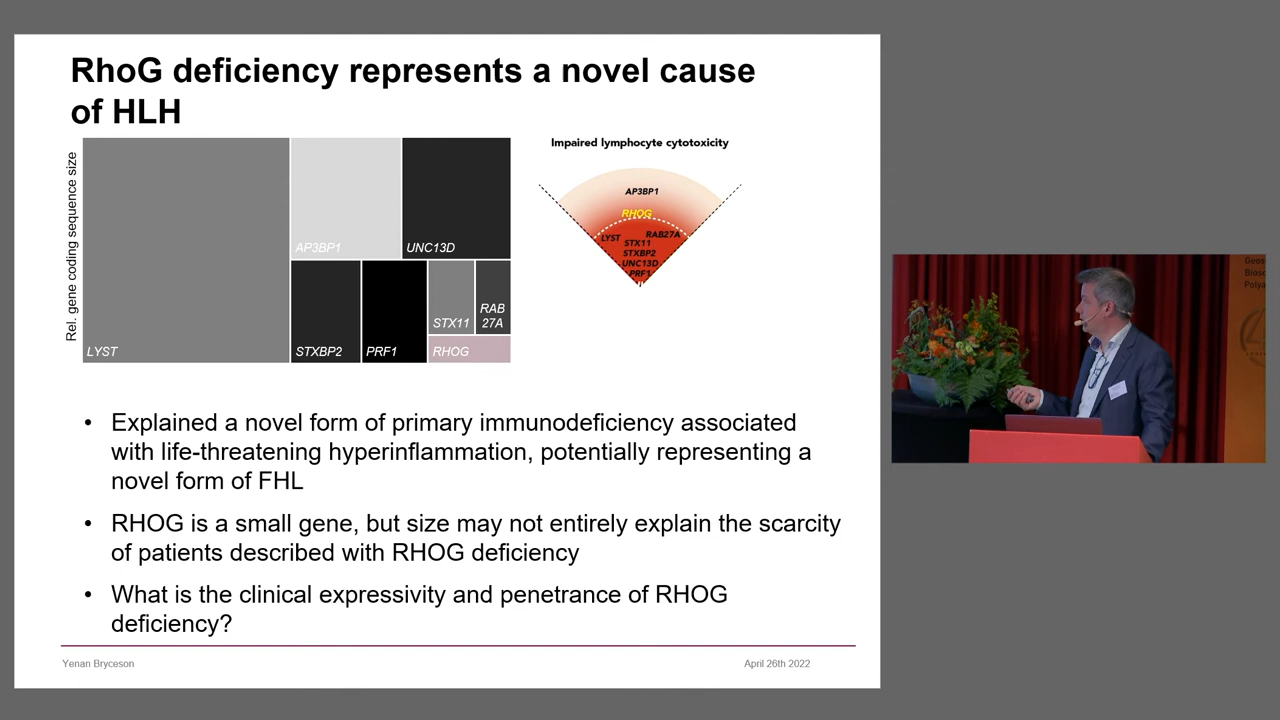 RhoG deficiency represents a novel cause
of HLH
Rel. gene coding sequence size
LYST
AP3BP1
UNC13D
STXBP2
PRF1
STX11
RAB
27A
RHOG
Impaired lymphocyte cytotoxicity
AP3BP1
RHOG
LYST
RAB27A
STX11
STXBP2
UNC13D
PRF1
• Explained a novel form of primary immunodeficiency associated
with life-threatening hyperinflammation, potentially representing a
novel form of FHL
• RHOG is a small gene, but size may not entirely explain the scarcity
of patients described with RHOG deficiency
• What is the clinical expressivity and penetrance of RHOG
deficiency?
Yenan Bryceson
April 26th 2022